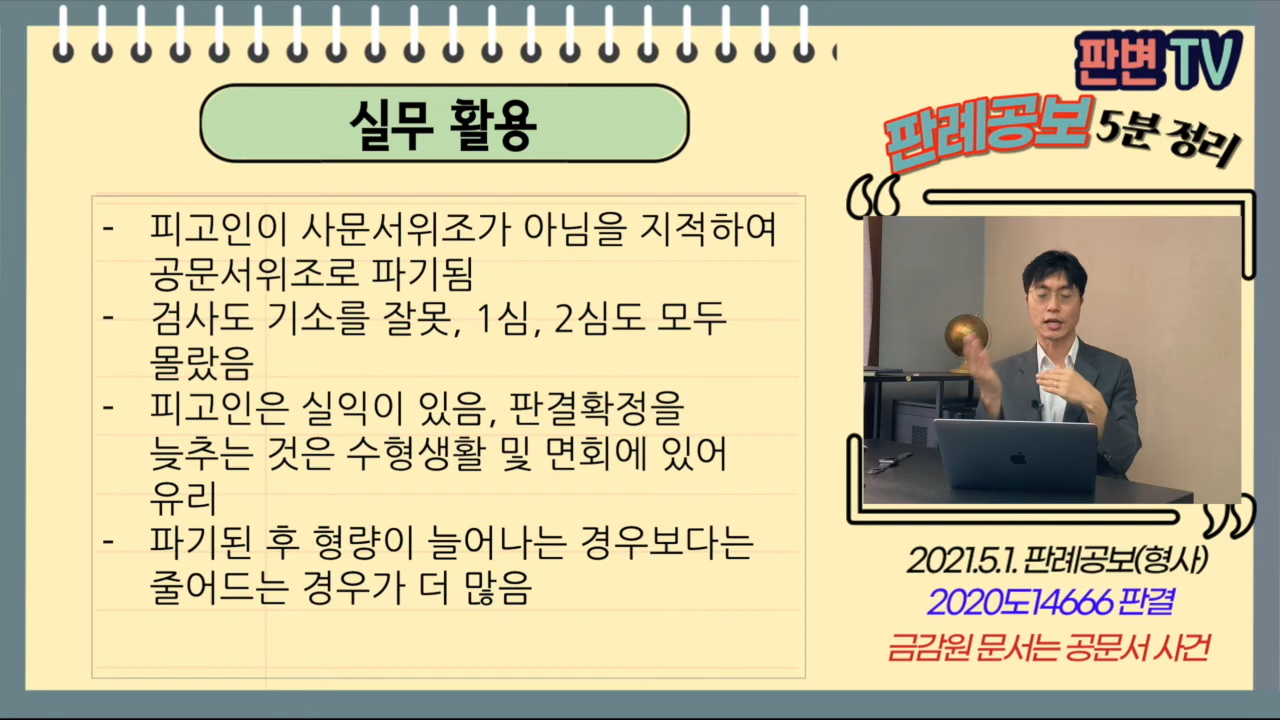 실무 활용
- 피고인이 사문서위조가 아님을 지적하여
공문서위조로 파기됨
- 검사도 기소를 잘못, 1심, 2심도 모두
몰랐음
- 피고인은 실익이 있음, 판결확정을
늦추는 것은 수형생활 및 면회에 있어
유리
- 파기된 후 형량이 늘어나는 경우보다는
줄어드는 경우가 더 많음
판변 TV
판례공보 5분 정리
2021.5.1. 판례공보(형사)
2020도14666 판결
금감원 문서는 공문서 사건